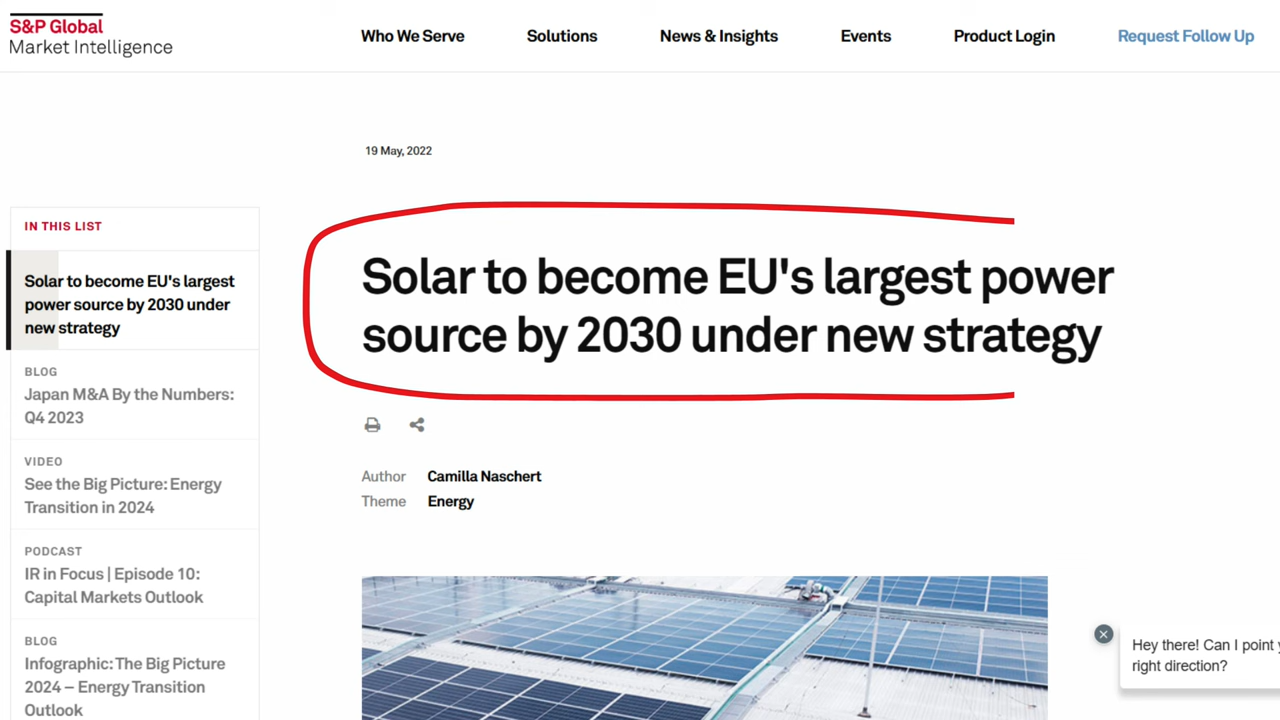 S&P Global
Market Intelligence
Who We Serve
Solutions
News & Insights
Events
Product Login
Request Follow Up
19 May, 2022
IN THIS LIST
Solar to become EU's largest
power source by 2030 under
new strategy
BLOG
Japan M&A By the Numbers:
Q4 2023
VIDEO
See the Big Picture: Energy
Transition in 2024
PODCAST
IR in Focus | Episode 10:
Capital Markets Outlook
BLOG
Infographic: The Big Picture
2024 – Energy Transition
Outlook
Solar to become EU's largest power
source by 2030 under new strategy
Author Camilla Naschert
Theme Energy
Hey there! Can I point
right direction?